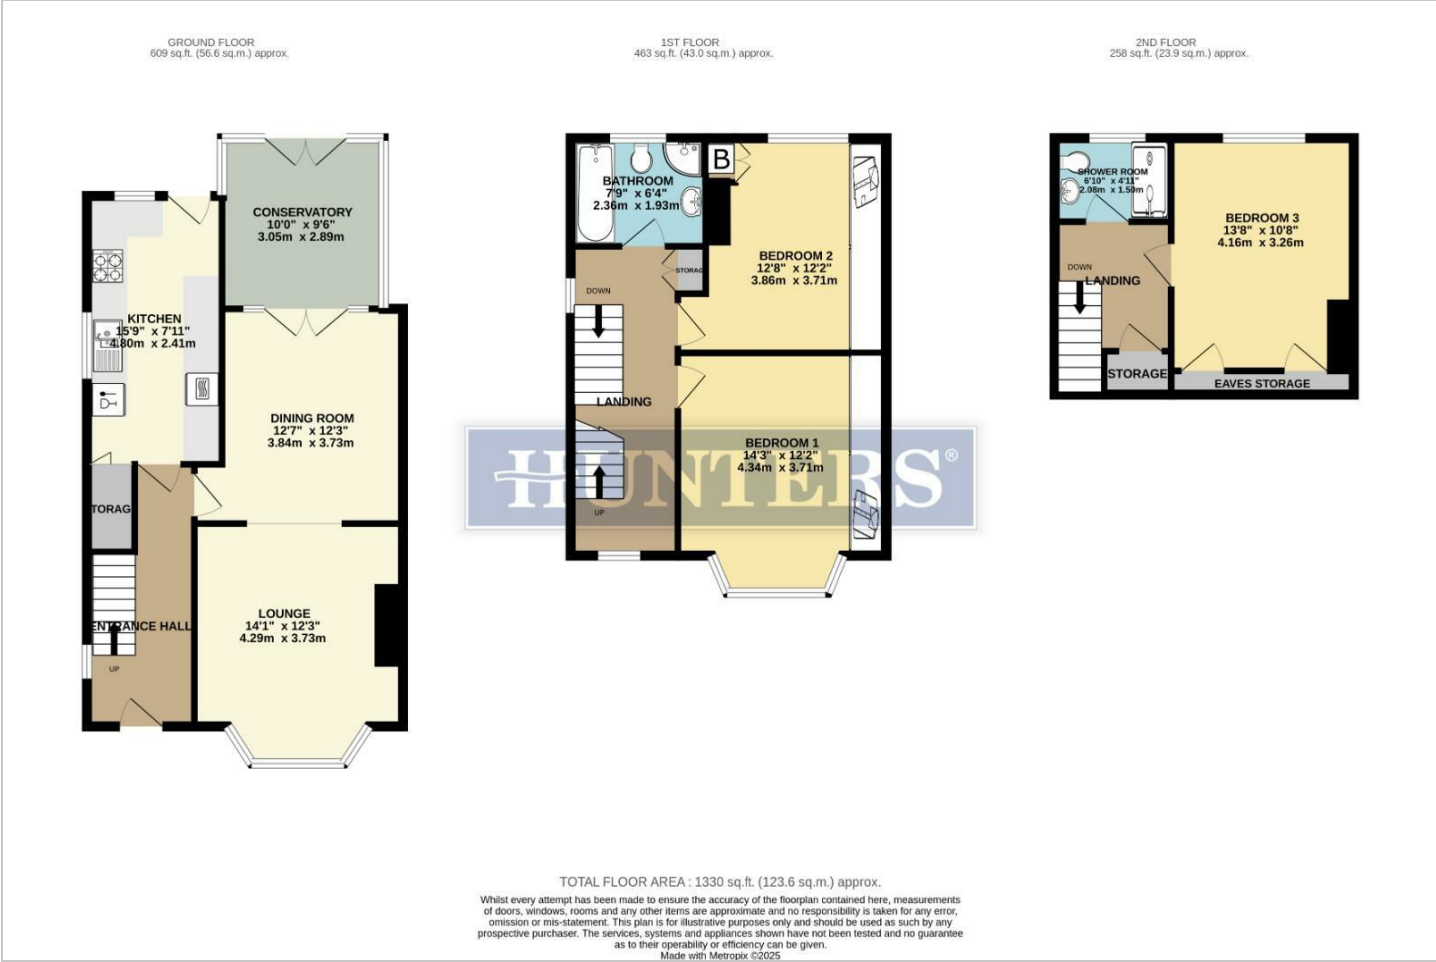 GROUND FLOOR
609 sq.ft. (56.6 sq.m.) approx.
CONSERVATORY
10'0" x 9'6"
3.05m x 2.89m
KITCHEN
15'9" x 7'11"
4.80m x 2.41m
DINING ROOM
12'7" x 12'3"
3.84m x 3.73m
TORAG
ENTRANCE HALL
UP
LOUNGE
14'1" x 12'3"
4.29m x 3.73m
1ST FLOOR
463 sq.ft. (43.0 sq.m.) approx.
BATHROOM
7'9" x 6'4"
2.36m x 1.93m
B
BEDROOM 2
12'8" x 12'2"
3.86m x 3.71m
STORAG
DOWN
LANDING
BEDROOM 1
14'3" x 12'2"
4.34m x 3.71m
UP
HUNTERS®
2ND FLOOR
258 sq.ft. (23.9 sq.m.) approx.
SHOWER ROOM
6'10" x 4'11"
2.08m x 1.50m
BEDROOM 3
13'8" x 10'8"
4.16m x 3.26m
DOWN
LANDING
STORAGE
EAVES STORAGE
TOTAL FLOOR AREA : 1330 sq.ft. (123.6 sq.m.) approx.
Whilst every attempt has been made to ensure the accuracy of the floorplan contained here, measurements
of doors, windows, rooms and any other items are approximate and no responsibility is taken for any error,
omission or mis-statement. This plan is for illustrative purposes only and should be used as such by any
prospective purchaser. The services, systems and appliances shown have not been tested and no guarantee
as to their operability or efficiency can be given.
Made with Metropix ©2025